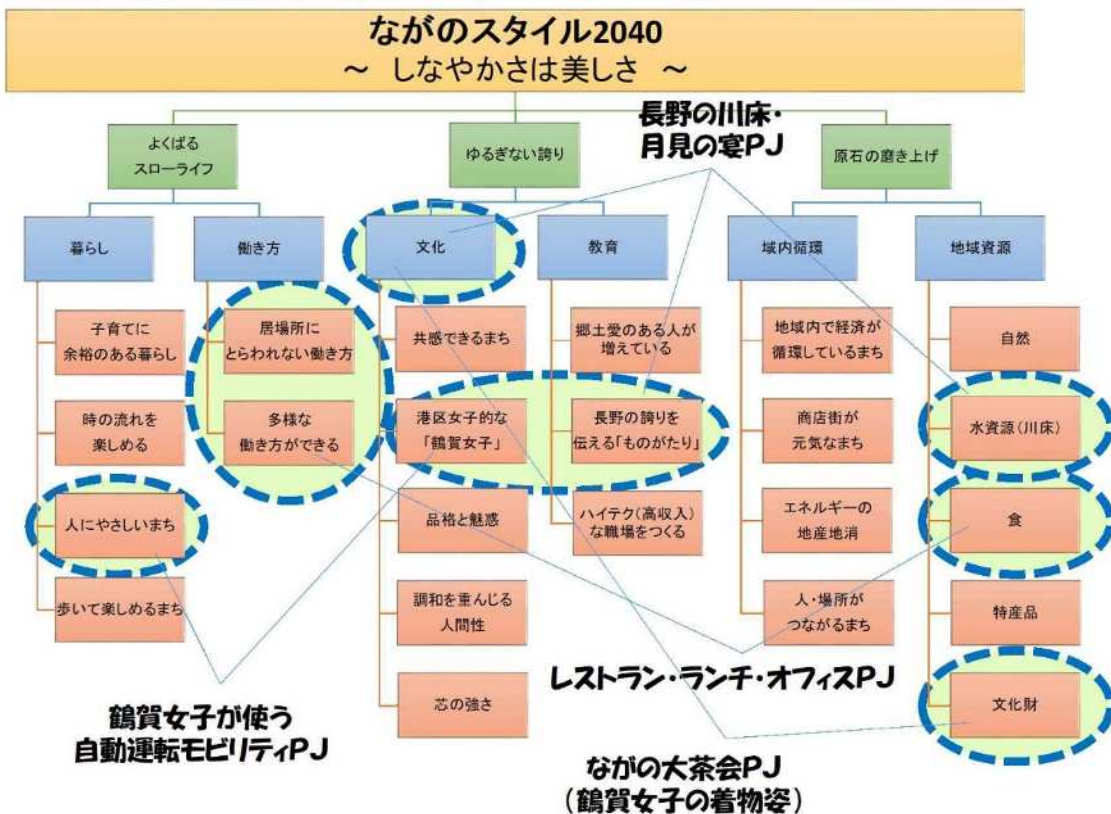 ながのスタイル2040
～ しなやかさは美しさ ～
長野の川床・
月見の宴PJ
よくばる
スローライフ
ゆるぎない誇り
原石の磨き上げ
暮らし
働き方
文化
教育
域内循環
地域資源
子育てに
余裕のある暮らし
時の流れを
楽しめる
人にやさしいまち
歩いて楽しめるまち
居場所に
とらわれない働き方
多様な
働き方ができる
共感できるまち
港区女子的な
「鶴賀女子」
品格と魅惑
調和を重んじる
人間性
芯の強さ
郷土愛のある人が
増えている
長野の誇りを
伝える「ものがたり」
ハイテク(高収入)
な職場をつくる
地域内で経済が
循環しているまち
商店街が
元気なまち
エネルギーの
地産地消
人・場所が
つながるまち
自然
水資源(川床)
食
特産品
文化財
鶴賀女子が使う
自動運転モビリティPJ
レストラン・ランチ・オフィスPJ
ながの大茶会PJ
(鶴賀女子の着物姿)